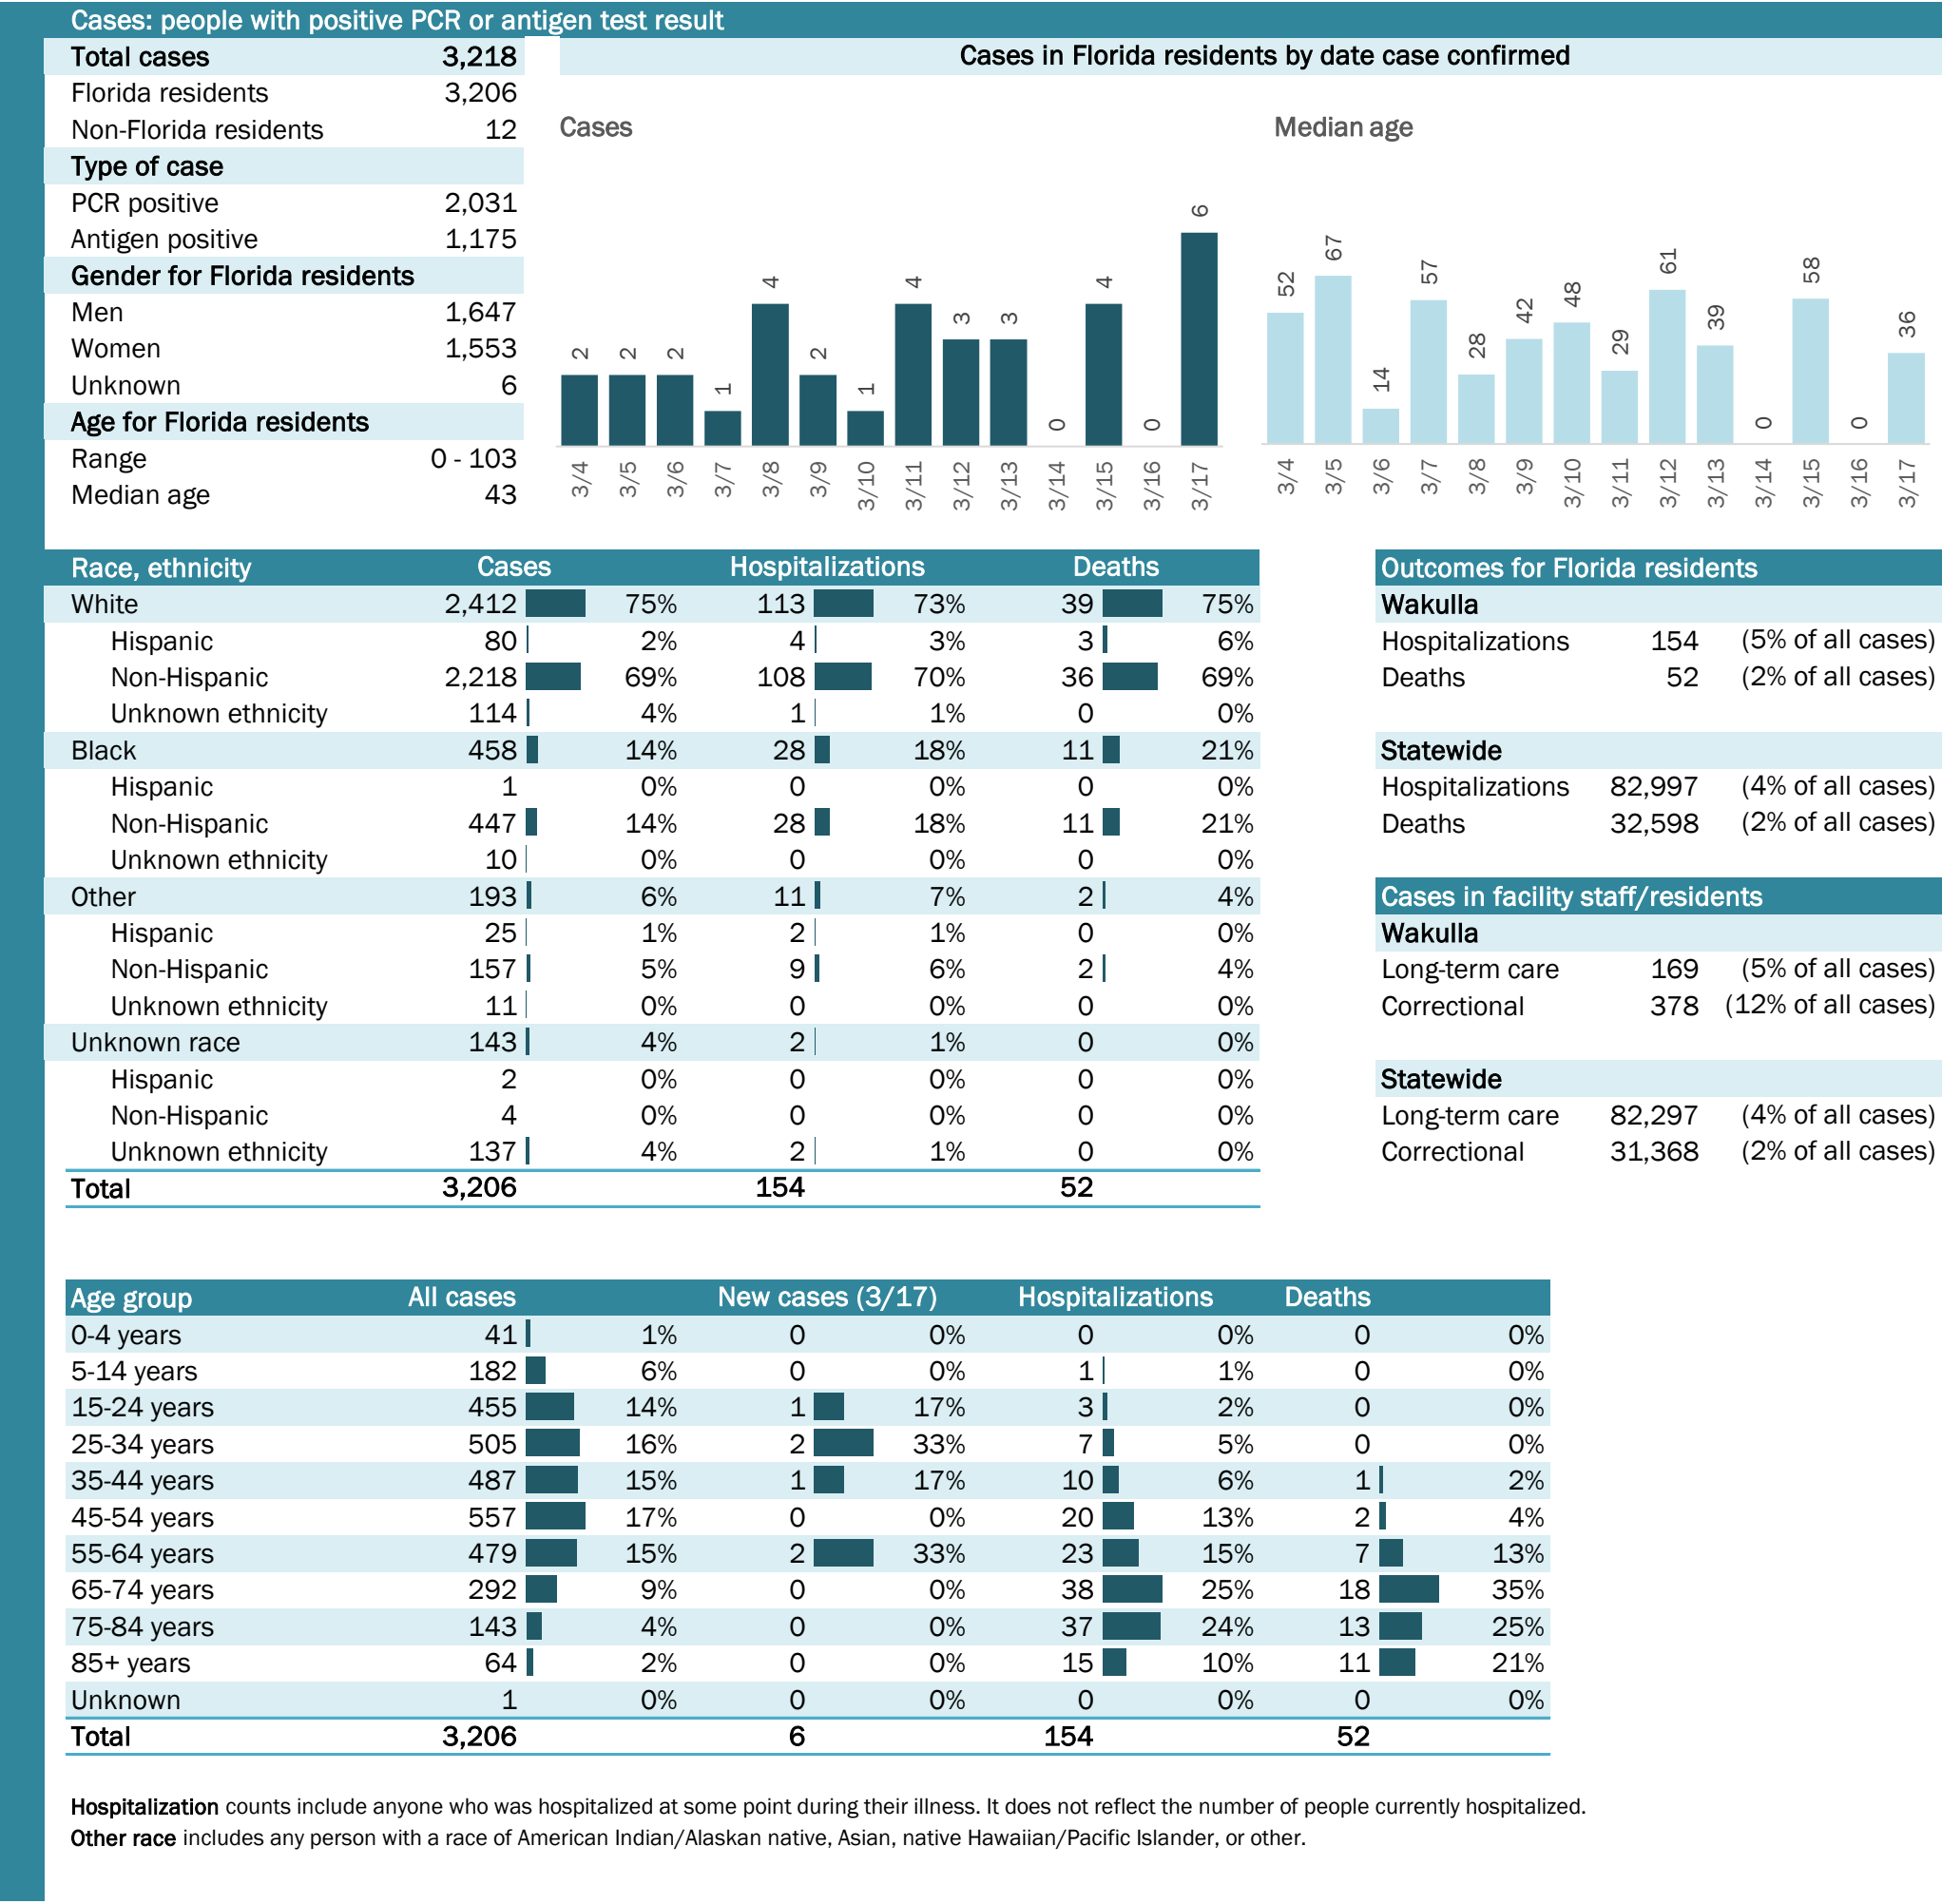 Cases: people with positive PCR or antigen test result
Total cases 3,218
Florida residents 3,206
Non-Florida residents 12
Type of case
PCR positive 2,031
Antigen positive 1,175
Gender for Florida residents
Men 1,647
Women 1,553
Unknown 6
Age for Florida residents
Range 0 - 103
Median age 43
Cases in Florida residents by date case confirmed
Cases
2 2 2 1 4 2 1 4 3 3 0 4 0 6
3/4 3/5 3/6 3/7 3/8 3/9 3/10 3/11 3/12 3/13 3/14 3/15 3/16 3/17
Median age
52 67 14 57 28 42 48 29 61 39 0 58 0 36
3/4 3/5 3/6 3/7 3/8 3/9 3/10 3/11 3/12 3/13 3/14 3/15 3/16 3/17
Race, ethnicity Cases Hospitalizations Deaths
White 2,412 75% 113 73% 39 75%
Hispanic 80 2% 4 3% 3 6%
Non-Hispanic 2,218 69% 108 70% 36 69%
Unknown ethnicity 114 4% 1 1% 0 0%
Black 458 14% 28 18% 11 21%
Hispanic 1 0% 0 0% 0 0%
Non-Hispanic 447 14% 28 18% 11 21%
Unknown ethnicity 10 0% 0 0% 0 0%
Other 193 6% 11 7% 2 4%
Hispanic 25 1% 2 1% 0 0%
Non-Hispanic 157 5% 9 6% 2 4%
Unknown ethnicity 11 0% 0 0% 0 0%
Unknown race 143 4% 2 1% 0 0%
Hispanic 2 0% 0 0% 0 0%
Non-Hispanic 4 0% 0 0% 0 0%
Unknown ethnicity 137 4% 2 1% 0 0%
Total 3,206 154 52
Outcomes for Florida residents
Wakulla
Hospitalizations 154 (5% of all cases)
Deaths 52 (2% of all cases)
Statewide
Hospitalizations 82,997 (4% of all cases)
Deaths 32,598 (2% of all cases)
Cases in facility staff/residents
Wakulla
Long-term care 169 (5% of all cases)
Correctional 378 (12% of all cases)
Statewide
Long-term care 82,297 (4% of all cases)
Correctional 31,368 (2% of all cases)
Age group All cases New cases (3/17) Hospitalizations Deaths
0-4 years 41 1% 0 0% 0 0% 0 0%
5-14 years 182 6% 0 0% 1 1% 0 0%
15-24 years 455 14% 1 17% 3 2% 0 0%
25-34 years 505 16% 2 33% 7 5% 0 0%
35-44 years 487 15% 1 17% 10 6% 1 2%
45-54 years 557 17% 0 0% 20 13% 2 4%
55-64 years 479 15% 2 33% 23 15% 7 13%
65-74 years 292 9% 0 0% 38 25% 18 35%
75-84 years 143 4% 0 0% 37 24% 13 25%
85+ years 64 2% 0 0% 15 10% 11 21%
Unknown 1 0% 0 0% 0 0% 0 0%
Total 3,206 6 154 52
Hospitalization counts include anyone who was hospitalized at some point during their illness. It does not reflect the number of people currently hospitalized.
Other race includes any person with a race of American Indian/Alaskan native, Asian, native Hawaiian/Pacific Islander, or other.